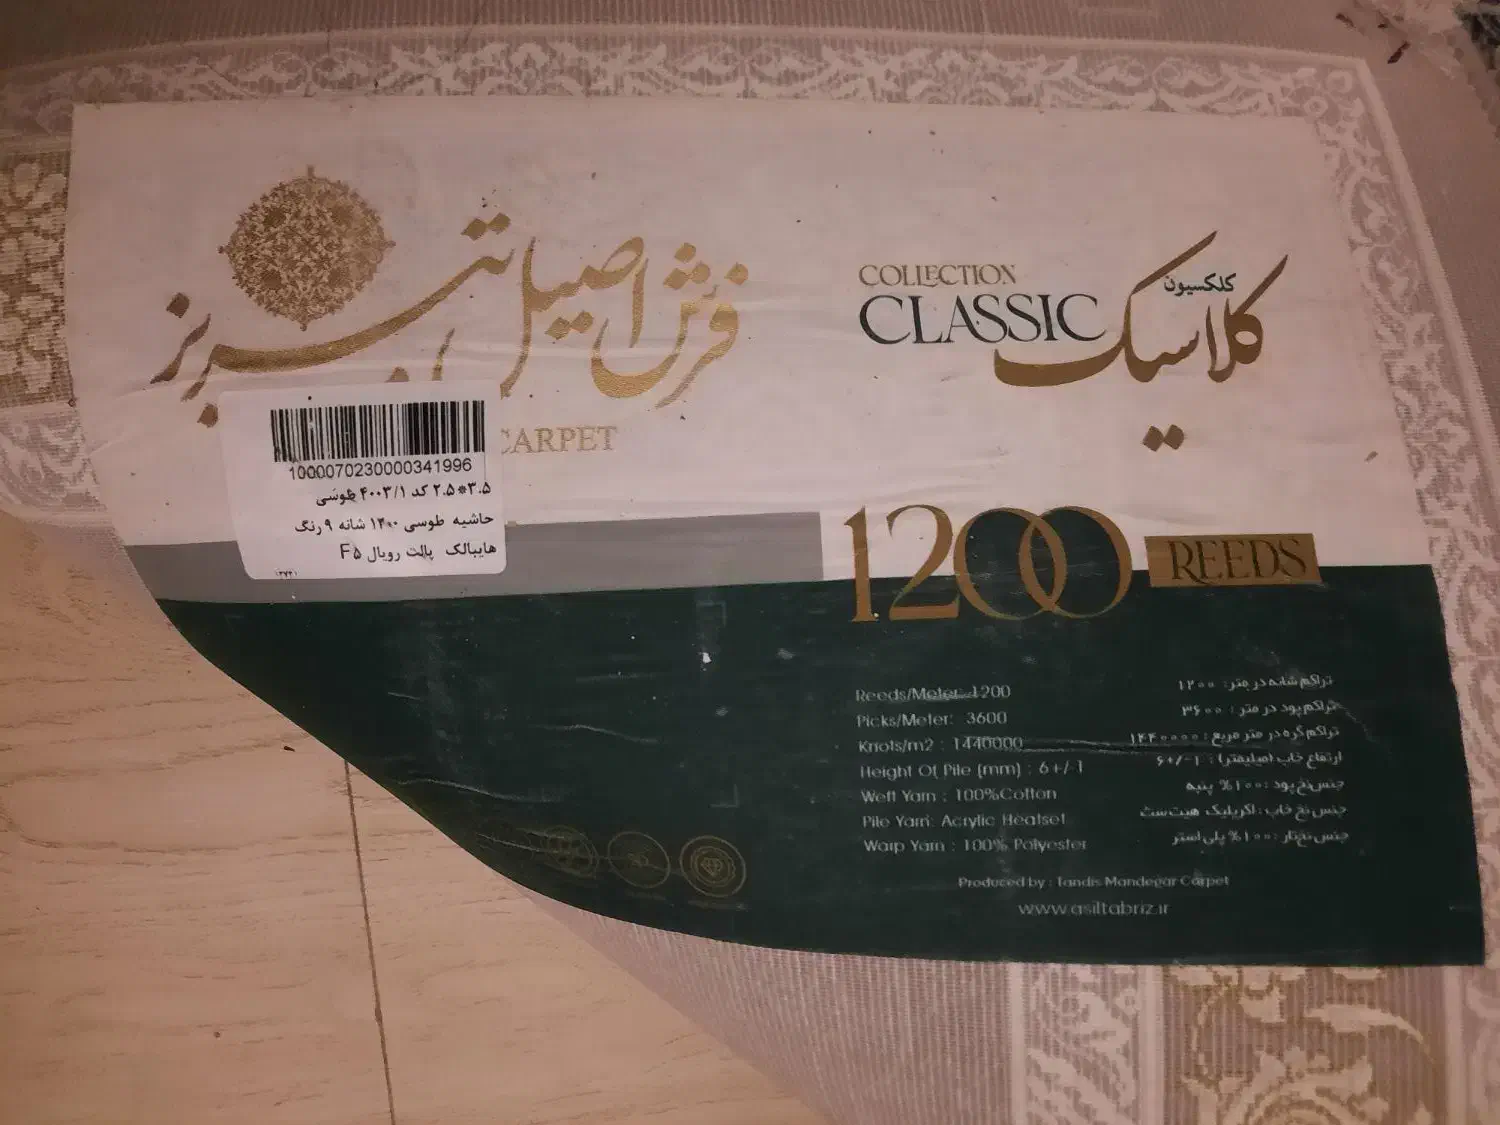 فرش اصیل تبریز
CARPET
1000070230000341996
۲.۵*۳.۵ کد ۴۰۰۳/۱ طوسی
حاشیه طوسی ۱۲۰۰ شانه ۹ رنگ
هایبالک پالت رویال F۵
COLLECTION
CLASSIC
کلکسیون
کلاسیک
1200 REEDS
Reeds/Meter: 1200
Picks/Meter: 3600
Knots/m2 : 1440000
Height Of Pile (mm) : 6+/-1
Weft Yarn : 100%Cotton
Pile Yarn: Acrylic Heatset
Warp Yarn : 100% Polyester
تراکم شانه در متر: ۱۲۰۰
تراکم پود در متر : ۳۶۰۰
تراکم گره در متر مربع : ۱۴۴۰۰۰۰
ارتفاع خاب (میلیمتر) : ۱-/+۶
جنس نخ پود : ۱۰۰% پنبه
جنس نخ خاب : اکریلیک هیت ست
جنس نخ تار : ۱۰۰% پلی استر
Produced by : Tandis Mandegar Carpet
www.asiltabriz.ir